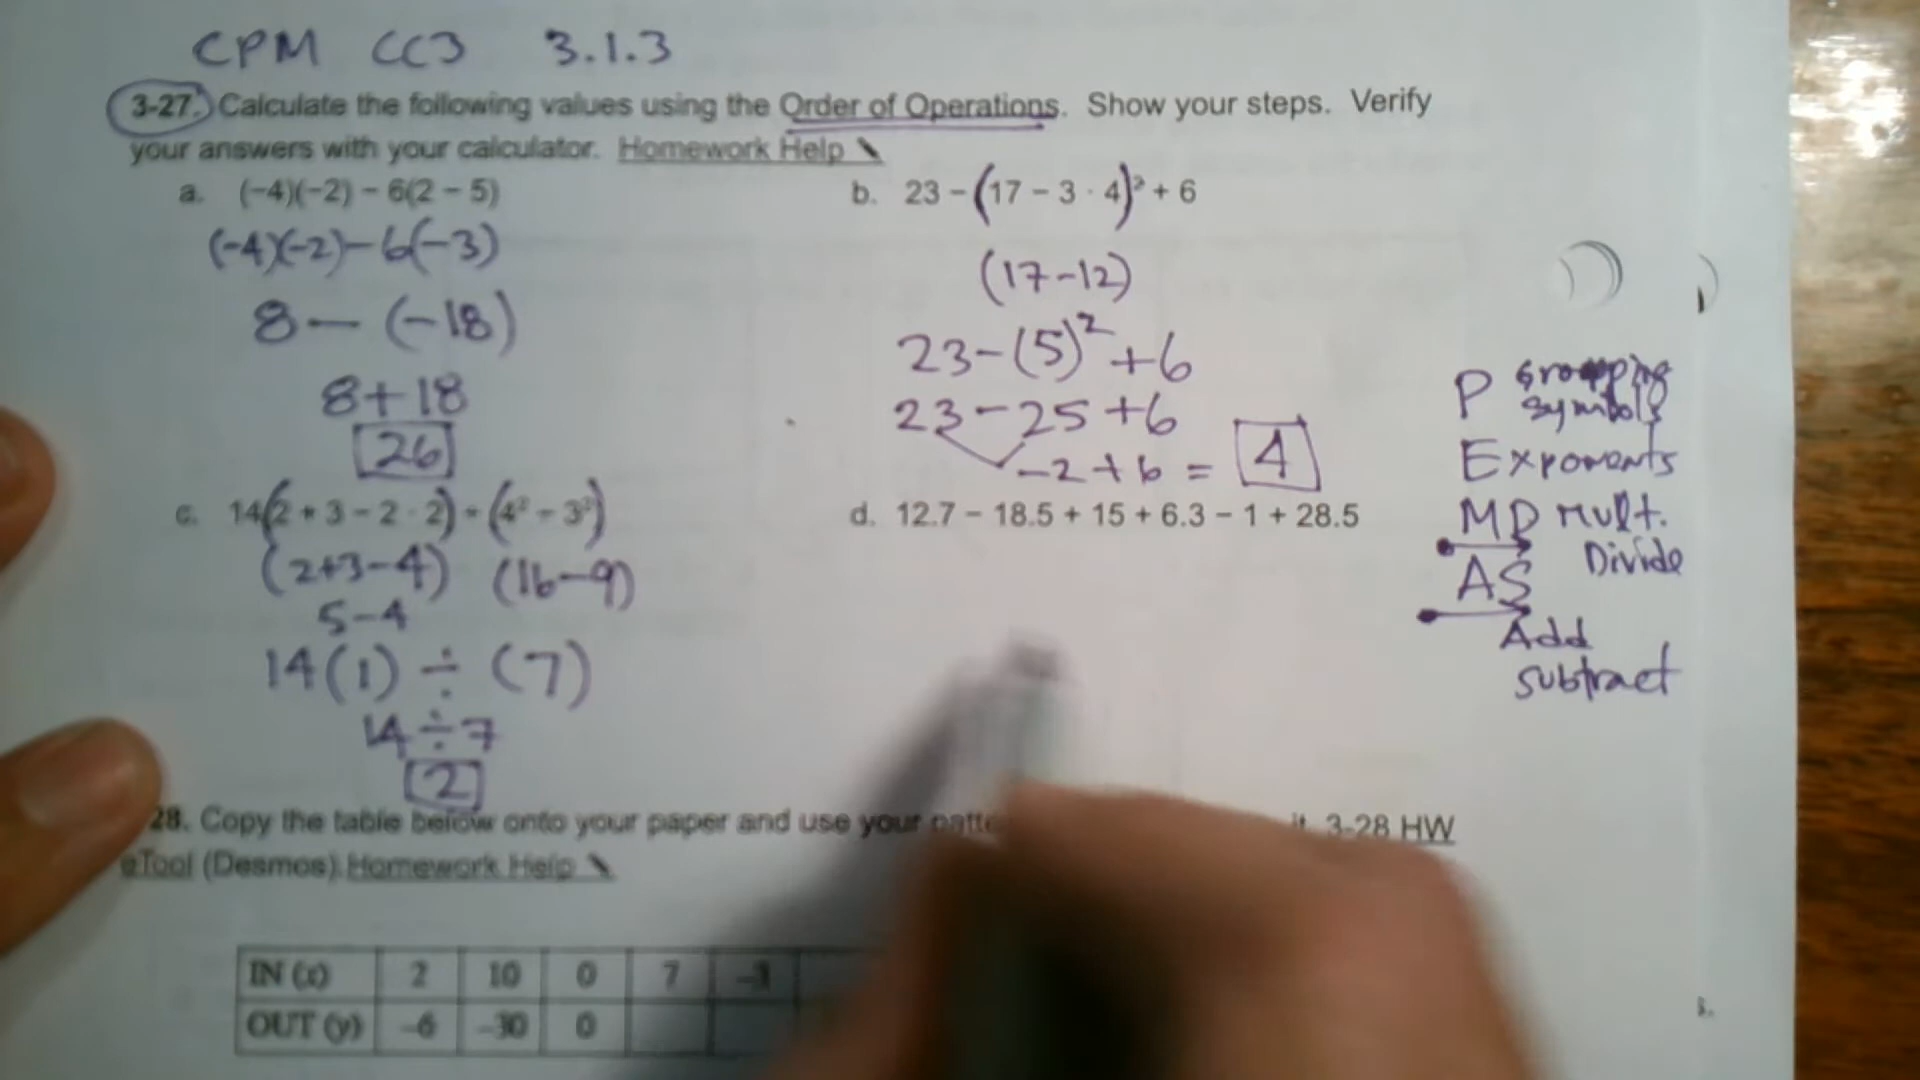 CPM CC3 3.1.3
3-27. Calculate the following values using the Order of Operations. Show your steps. Verify
your answers with your calculator. Homework Help
a. (−4)(−2) − 6(2 − 5)
(-4)(-2)-6(-3)
8-(-18)
8+18
26
b. 23 − (17 − 3 · 4)² + 6
(17-12)
23-(5)²+6
23-25+6
-2+6 = 4
c. 14(2 + 3 − 2 · 2) ÷ (4² − 3²)
(2+3-4) (16-9)
5-4
14(1) ÷ (7)
14÷7
2
d. 12.7 − 18.5 + 15 + 6.3 − 1 + 28.5
P Grouping
symbols
Exponents
MD Mult.
Divide
AS
Add
subtract
28. Copy the table below onto your paper and use your 3-28 HW
eTool (Desmos). Homework Help
IN (x) 2 10 0 7 −3
OUT (y) −6 −30 0